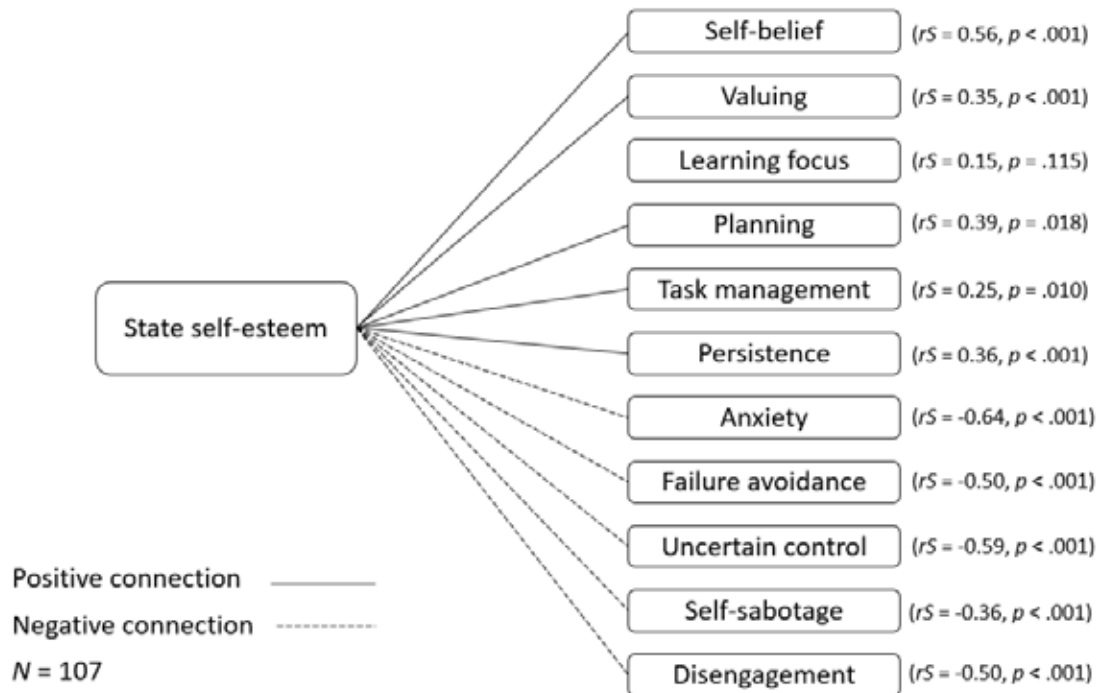 Self-belief (rS = 0.56, p < .001)
Valuing (rS = 0.35, p < .001)
Learning focus (rS = 0.15, p = .115)
Planning (rS = 0.39, p = .018)
Task management (rS = 0.25, p = .010)
State self-esteem
Persistence (rS = 0.36, p < .001)
Anxiety (rS = -0.64, p < .001)
Failure avoidance (rS = -0.50, p < .001)
Uncertain control (rS = -0.59, p < .001)
Self-sabotage (rS = -0.36, p < .001)
Disengagement (rS = -0.50, p < .001)
Positive connection
Negative connection
N = 107